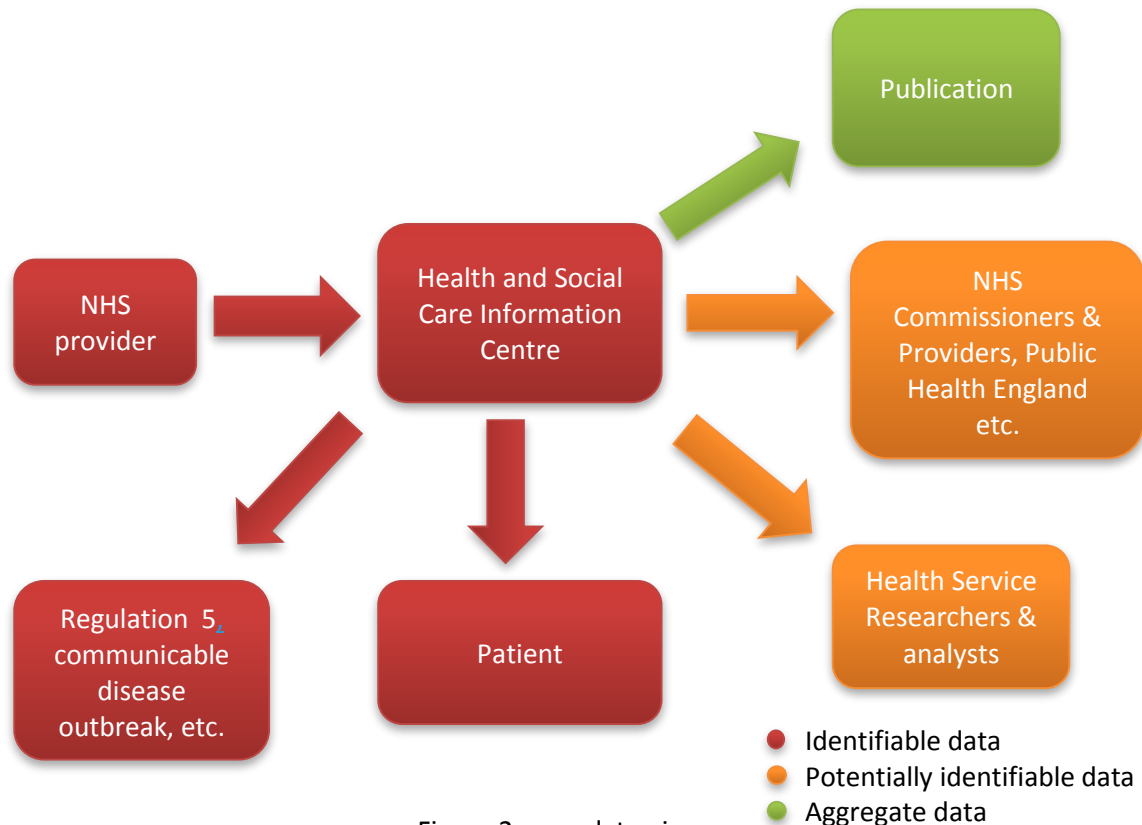 Publication
NHS
provider
Health and Social
Care Information
Centre
NHS
Commissioners &
Providers, Public
Health England
etc.
Regulation 5,
communicable
disease
outbreak, etc.
Patient
Health Service
Researchers &
analysts
Identifiable data
Potentially identifiable data
Aggregate data